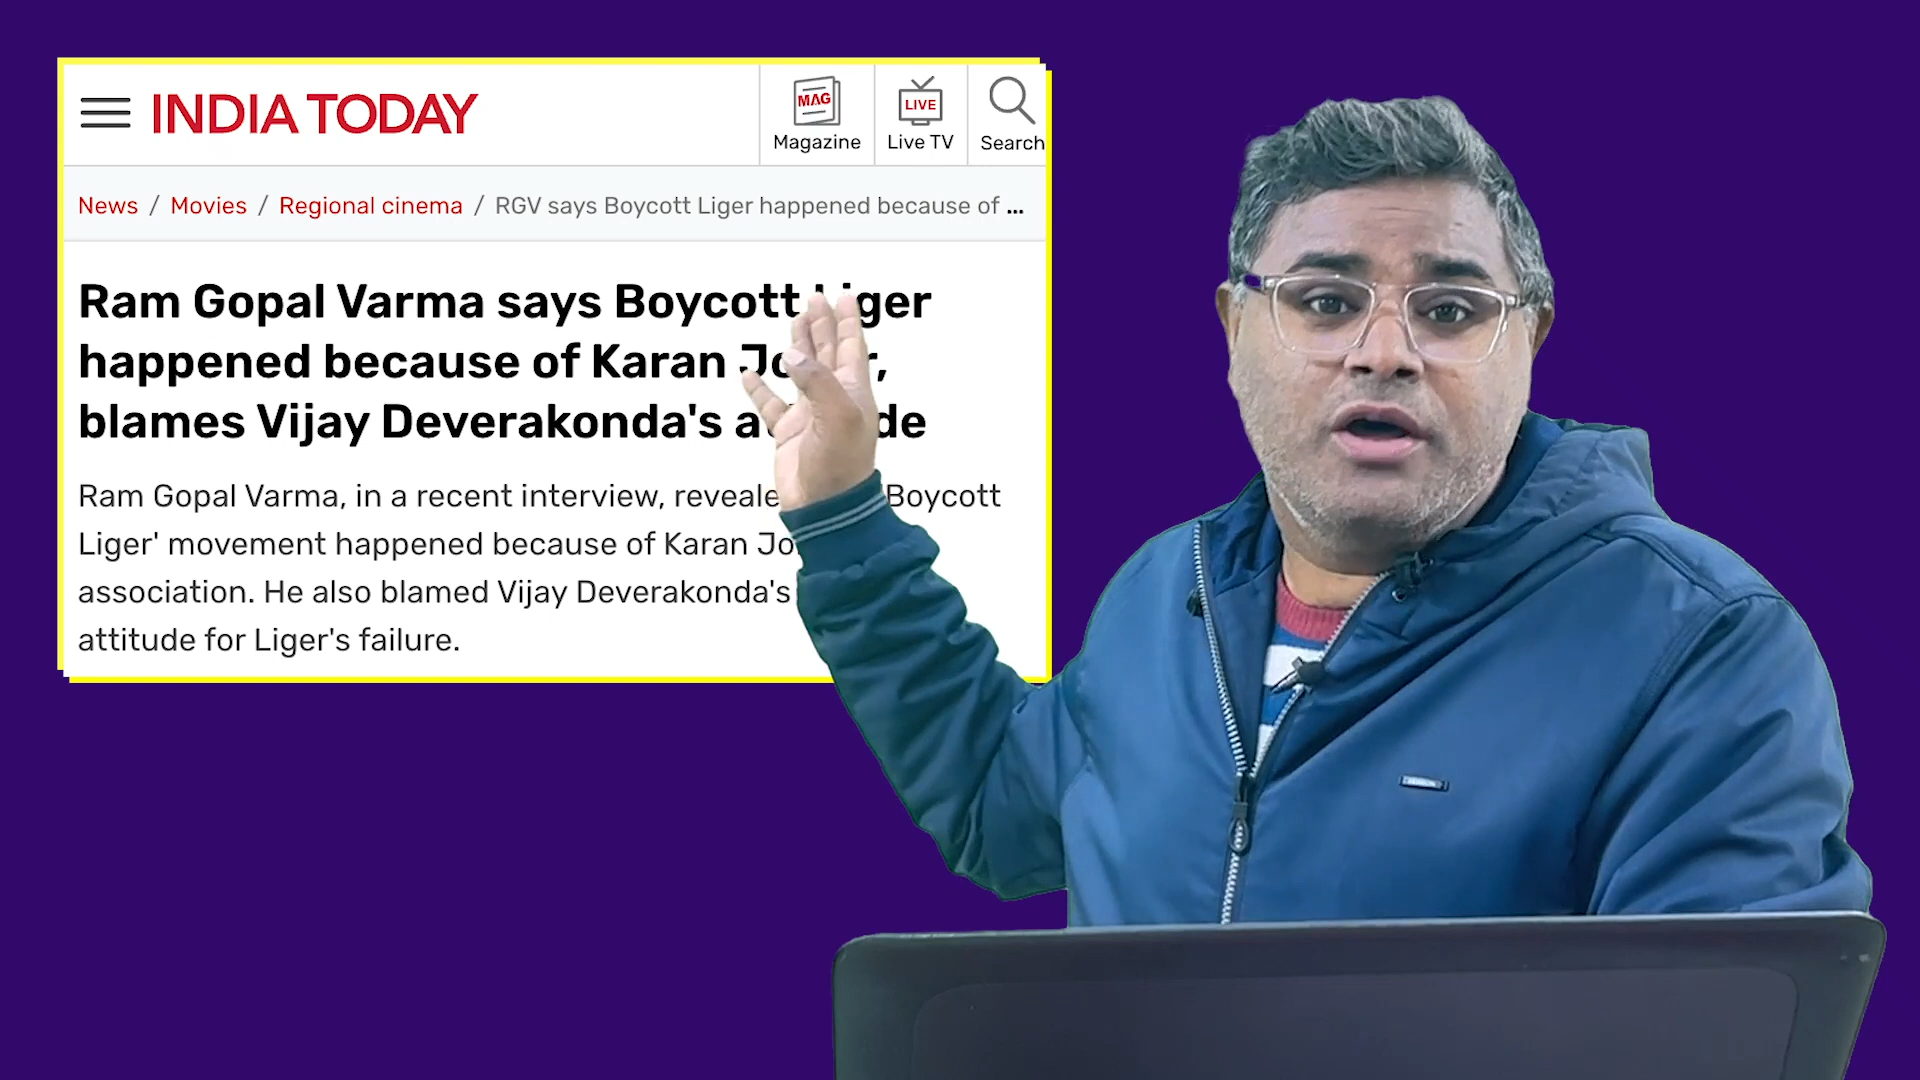 INDIA TODAY
MAG
Magazine
LIVE
Live TV
Search
News / Movies / Regional cinema / RGV says Boycott Liger happened because of ...
Ram Gopal Varma says Boycott Liger
happened because of Karan
blames Vijay Deverakonda's
Ram Gopal Varma, in a recent interview, Boycott
Liger' movement happened because of Karan
association. He also blamed Vijay Deverakonda's
attitude for Liger's failure.